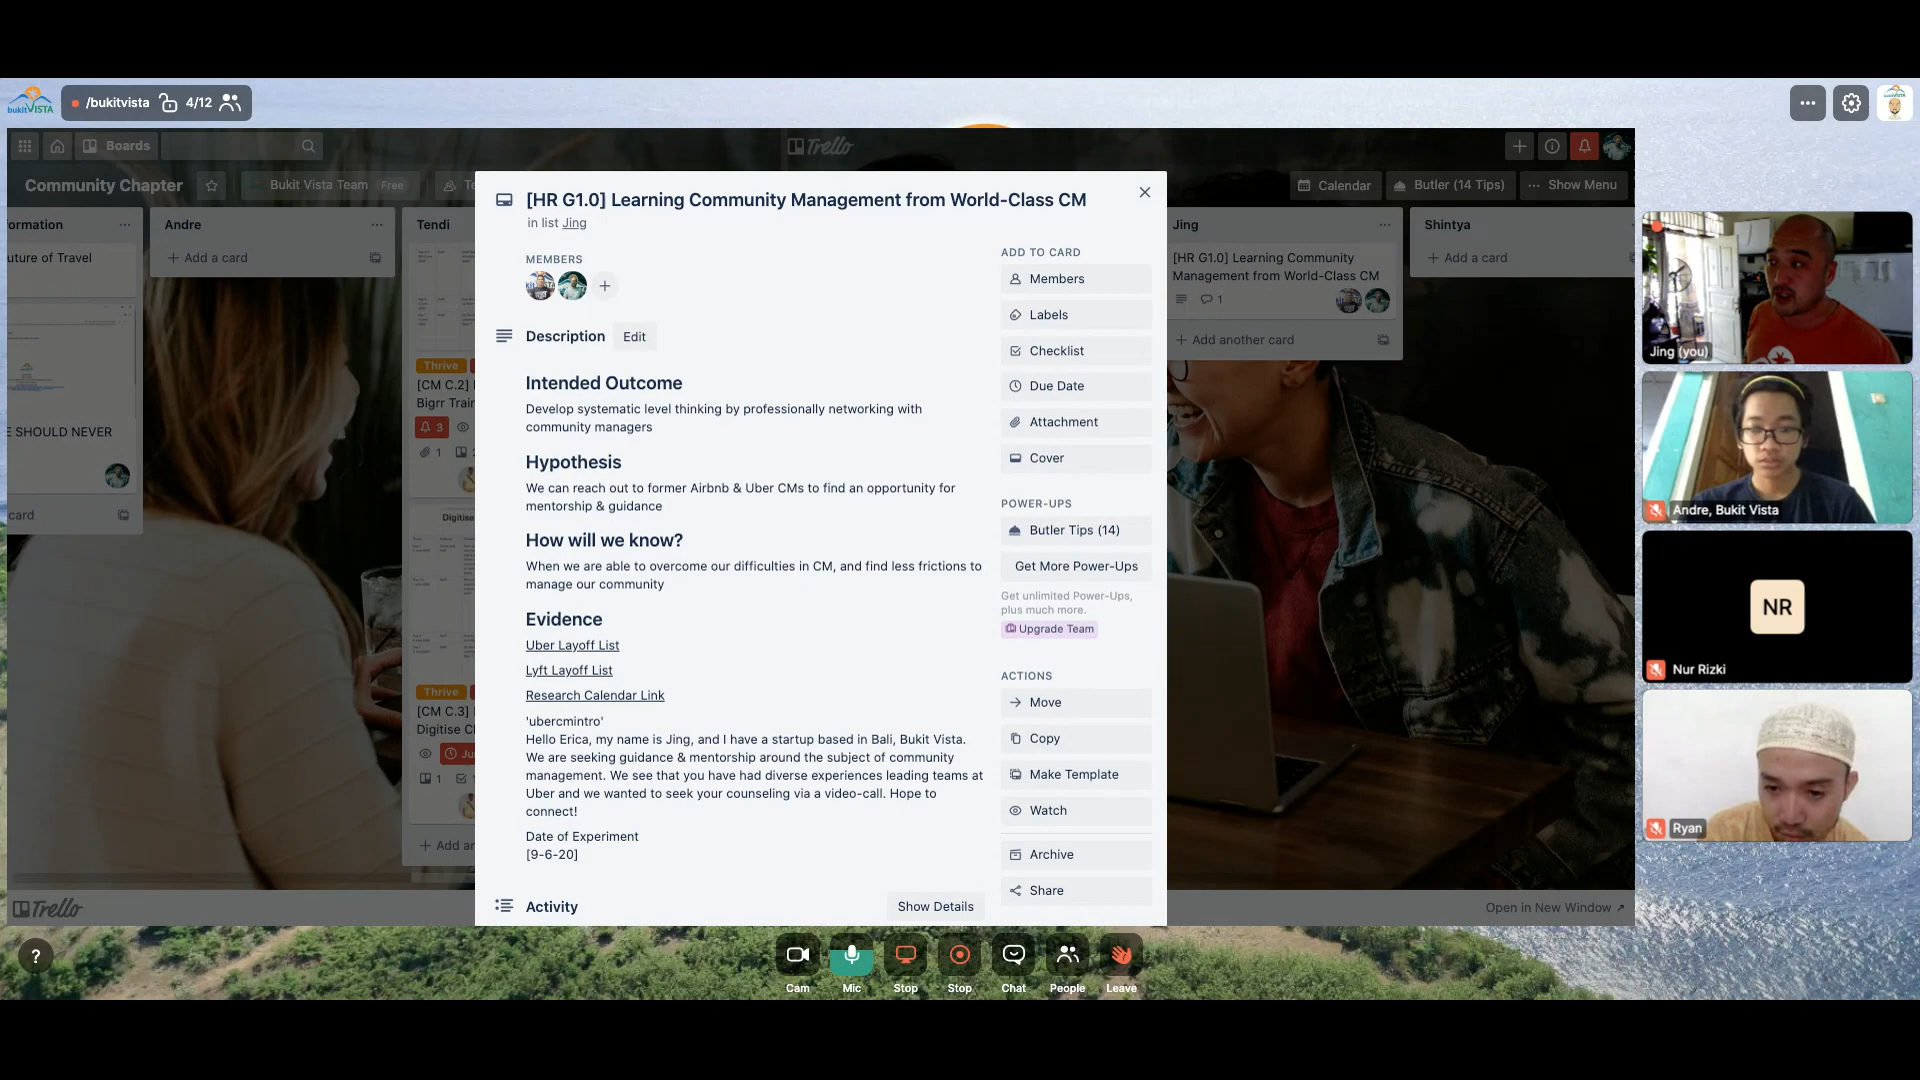 bukitVISTA
/bukitvista 4/12
Boards
Trello
Community Chapter
Bukit Vista Team Free
Calendar
Butler (14 Tips)
Show Menu
ormation
uture of Travel
E SHOULD NEVER
card
Andre
Add a card
Tendi
Thrive
[CM C.2]
Bigrr Train
3
1
2
Digitise
Thrive
[CM C.3]
Digitise C
1
[HR G1.0] Learning Community Management from World-Class CM
in list Jing
MEMBERS
Description Edit
Intended Outcome
Develop systematic level thinking by professionally networking with
community managers
Hypothesis
We can reach out to former Airbnb & Uber CMs to find an opportunity for
mentorship & guidance
How will we know?
When we are able to overcome our difficulties in CM, and find less frictions to
manage our community
Evidence
Uber Layoff List
Lyft Layoff List
Research Calendar Link
'ubercmintro'
Hello Erica, my name is Jing, and I have a startup based in Bali, Bukit Vista.
We are seeking guidance & mentorship around the subject of community
management. We see that you have had diverse experiences leading teams at
Uber and we wanted to seek your counseling via a video-call. Hope to
connect!
Date of Experiment
[9-6-20]
Activity Show Details
ADD TO CARD
Members
Labels
Checklist
Due Date
Attachment
Cover
POWER-UPS
Butler Tips (14)
Get More Power-Ups
Get unlimited Power-Ups,
plus much more.
Upgrade Team
ACTIONS
Move
Copy
Make Template
Watch
Archive
Share
Jing
[HR G1.0] Learning Community
Management from World-Class CM
1
Add another card
Shintya
Add a card
Trello
Open in New Window
Jing (you)
Andre, Bukit Vista
NR
Nur Rizki
Ryan
?
Cam
Mic
Stop
Stop
Chat
People
Leave